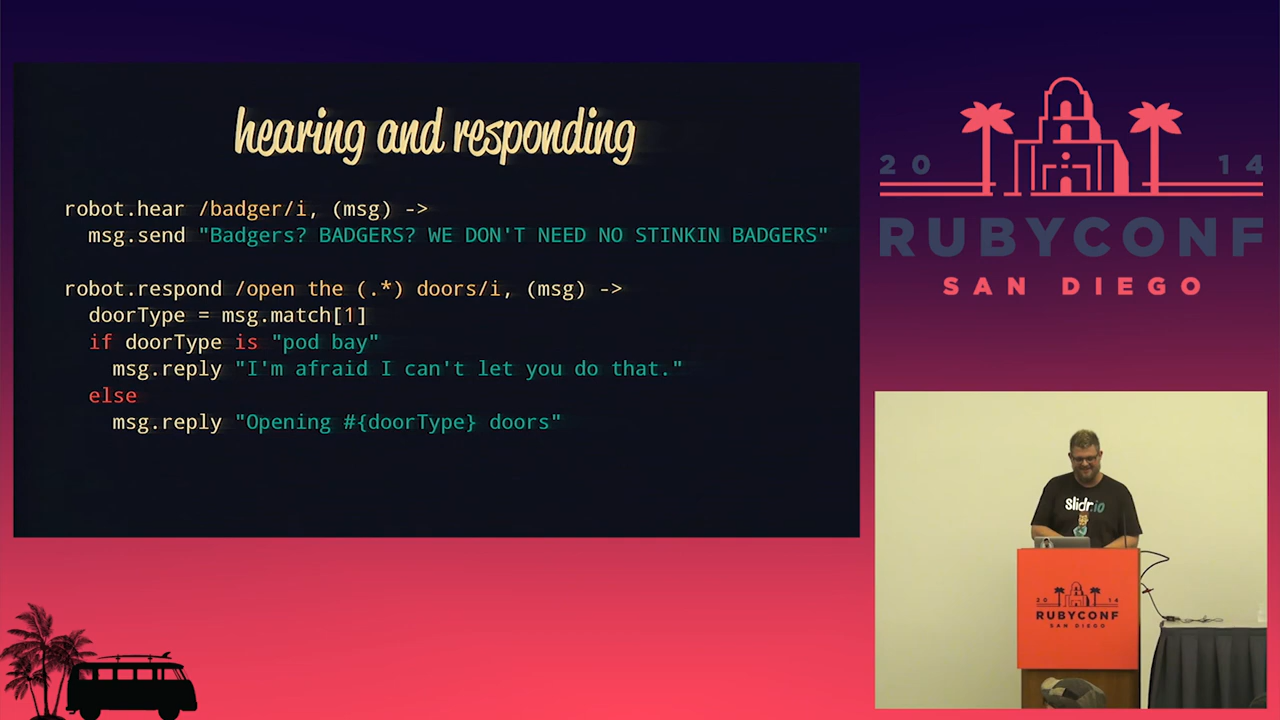 hearing and responding
robot.hear /badger/i, (msg) ->
msg.send "Badgers? BADGERS? WE DON'T NEED NO STINKIN BADGERS"
robot.respond /open the (.*) doors/i, (msg) ->
doorType = msg.match[1]
if doorType is "pod bay"
msg.reply "I'm afraid I can't let you do that."
else
msg.reply "Opening #{doorType} doors"
20 14
RUBYCONF
SAN DIEGO
slidr.io
20 14
RUBYCONF
SAN DIEGO